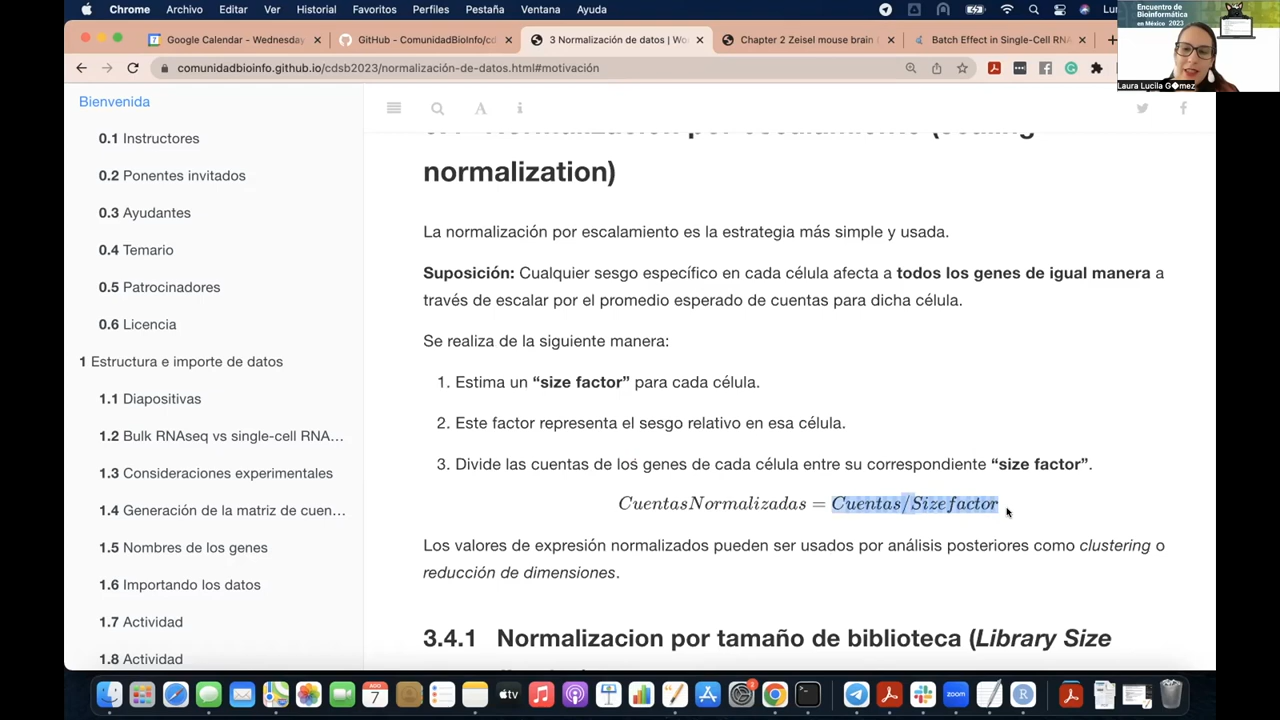 Chrome Archivo Editar Ver Historial Favoritos Perfiles Pestaña Ventana Ayuda
Encuentro de
Bioinformática
en México 2023
Laura Lucila G�mez
Google Calendar - Wednesday
GitHub - ComunidadBioInfo/cd
3 Normalización de datos | Wo
Chapter 2 Zeisel mouse brain
Batch Effect in Single-Cell RNA
comunidadbioinfo.github.io/cdsb2023/normalización-de-datos.html#motivación
Bienvenida
0.1 Instructores
0.2 Ponentes invitados
0.3 Ayudantes
0.4 Temario
0.5 Patrocinadores
0.6 Licencia
1 Estructura e importe de datos
1.1 Diapositivas
1.2 Bulk RNAseq vs single-cell RNA...
1.3 Consideraciones experimentales
1.4 Generación de la matriz de cuen...
1.5 Nombres de los genes
1.6 Importando los datos
1.7 Actividad
1.8 Actividad
normalization)
La normalización por escalamiento es la estrategia más simple y usada.
Suposición: Cualquier sesgo específico en cada célula afecta a todos los genes de igual manera a
través de escalar por el promedio esperado de cuentas para dicha célula.
Se realiza de la siguiente manera:
1. Estima un “size factor” para cada célula.
2. Este factor representa el sesgo relativo en esa célula.
3. Divide las cuentas de los genes de cada célula entre su correspondiente “size factor”.
CuentasNormalizadas = Cuentas/Sizefactor
Los valores de expresión normalizados pueden ser usados por análisis posteriores como clustering o
reducción de dimensiones.
3.4.1 Normalizacion por tamaño de biblioteca (Library Size
AGO
7
tv
zoom
R